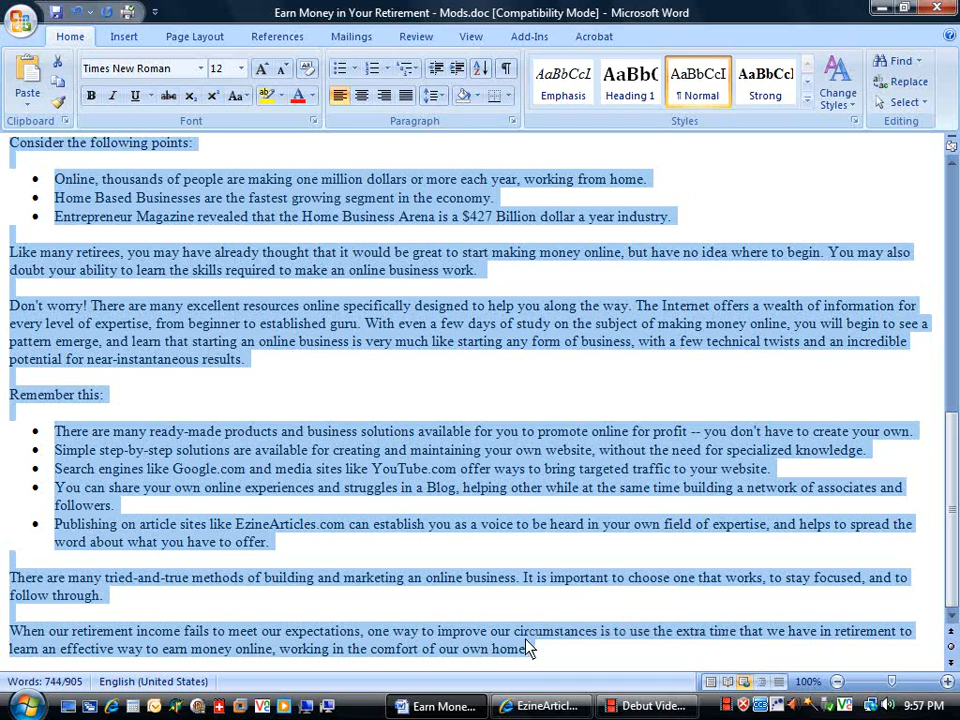 Earn Money in Your Retirement - Mods.doc [Compatibility Mode] - Microsoft Word
Home Insert Page Layout References Mailings Review View Add-Ins Acrobat
Paste
Times New Roman 12
B I U abc X₂ X² Aa A
AaBbCcI AaBbC AaBbCcI AaBbCc
Emphasis Heading 1 ¶ Normal Strong
Change Styles
Find
Replace
Select
Clipboard Font Paragraph Styles Editing
Consider the following points:
• Online, thousands of people are making one million dollars or more each year, working from home.
• Home Based Businesses are the fastest growing segment in the economy.
• Entrepreneur Magazine revealed that the Home Business Arena is a $427 Billion dollar a year industry.
Like many retirees, you may have already thought that it would be great to start making money online, but have no idea where to begin. You may also
doubt your ability to learn the skills required to make an online business work.
Don't worry! There are many excellent resources online specifically designed to help you along the way. The Internet offers a wealth of information for
every level of expertise, from beginner to established guru. With even a few days of study on the subject of making money online, you will begin to see a
pattern emerge, and learn that starting an online business is very much like starting any form of business, with a few technical twists and an incredible
potential for near-instantaneous results.
Remember this:
• There are many ready-made products and business solutions available for you to promote online for profit -- you don't have to create your own.
• Simple step-by-step solutions are available for creating and maintaining your own website, without the need for specialized knowledge.
• Search engines like Google.com and media sites like YouTube.com offer ways to bring targeted traffic to your website.
• You can share your own online experiences and struggles in a Blog, helping other while at the same time building a network of associates and
followers.
• Publishing on article sites like EzineArticles.com can establish you as a voice to be heard in your own field of expertise, and helps to spread the
word about what you have to offer.
There are many tried-and-true methods of building and marketing an online business. It is important to choose one that works, to stay focused, and to
follow through.
When our retirement income fails to meet our expectations, one way to improve our circumstances is to use the extra time that we have in retirement to
learn an effective way to earn money online, working in the comfort of our own home
Words: 744/905 English (United States) 100%
Earn Mone... EzineArticl... Debut Vide... 9:57 PM